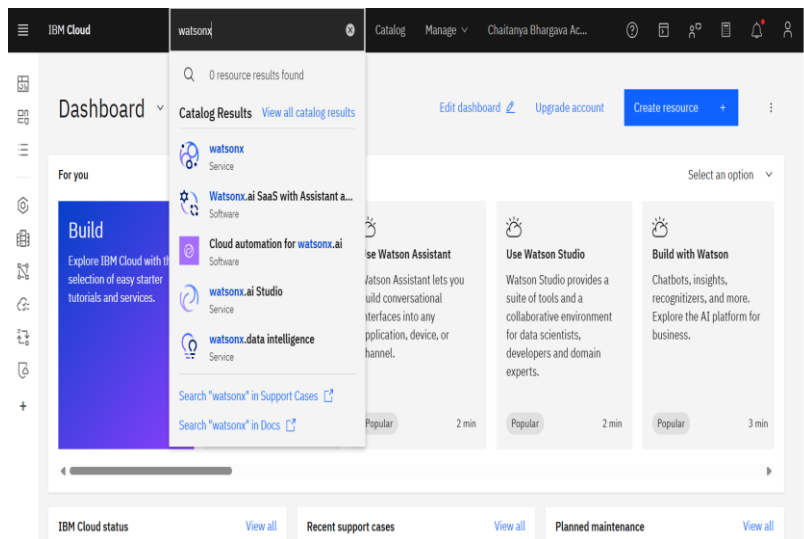 IBM Cloud
watsonx
Catalog
Manage
Chaitanya Bhargava Ac...
0 resource results found
Catalog Results View all catalog results
watsonx
Service
Watsonx.ai SaaS with Assistant a...
Software
Cloud automation for watsonx.ai
Software
watsonx.ai Studio
Service
watsonx.data intelligence
Service
Search "watsonx" in Support Cases
Search "watsonx" in Docs
Dashboard
Edit dashboard
Upgrade account
Create resource +
For you
Select an option
Build
Explore IBM Cloud with th
selection of easy starter
tutorials and services.
se Watson Assistant
Watson Assistant lets you
uild conversational
nterfaces into any
pplication, device, or
hannel.
Popular
2 min
Use Watson Studio
Watson Studio provides a
suite of tools and a
collaborative environment
for data scientists,
developers and domain
experts.
Popular
2 min
Build with Watson
Chatbots, insights,
recognitizers, and more.
Explore the AI platform for
business.
Popular
3 min
IBM Cloud status
View all
Recent support cases
View all
Planned maintenance
View all